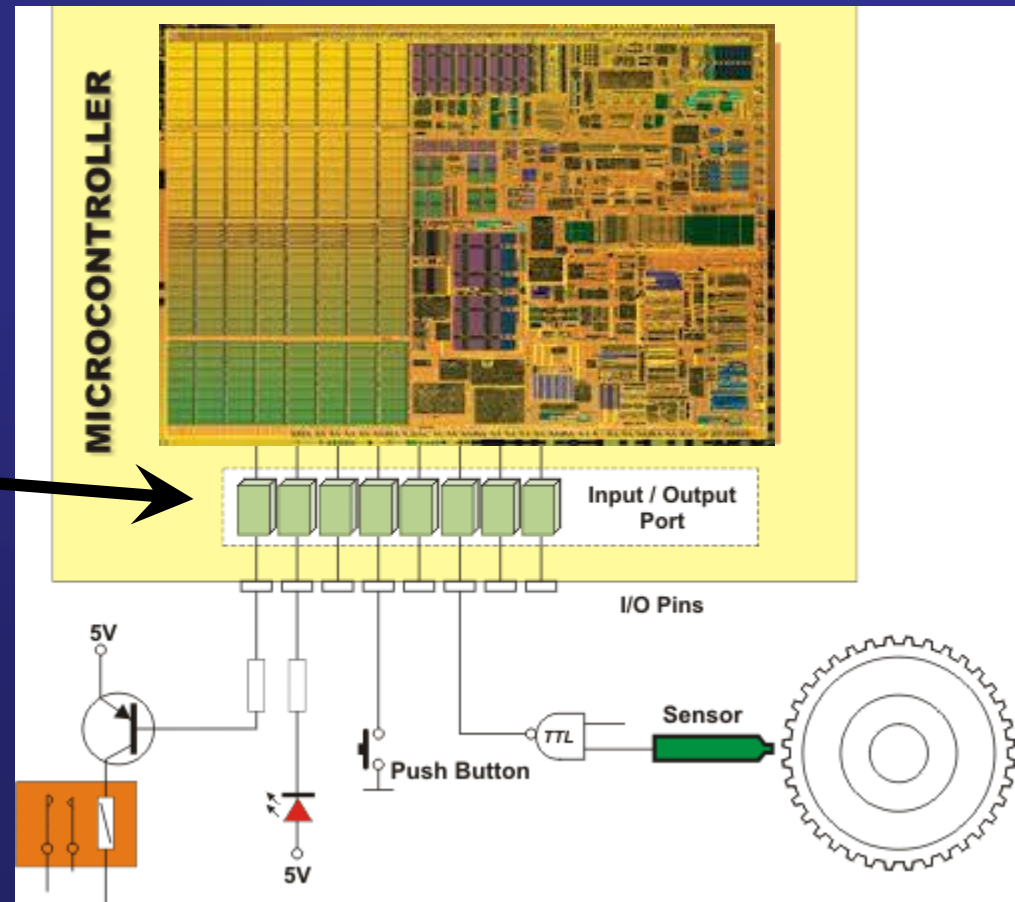 MICROCONTROLLER
Input / Output
Port
I/O Pins
5V
Sensor
TTL
Push Button
5V